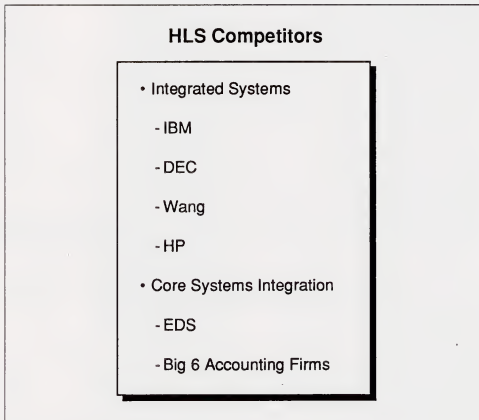 HLS Competitors
• Integrated Systems
- IBM
- DEC
- Wang
- HP
• Core Systems Integration
- EDS
- Big 6 Accounting Firms